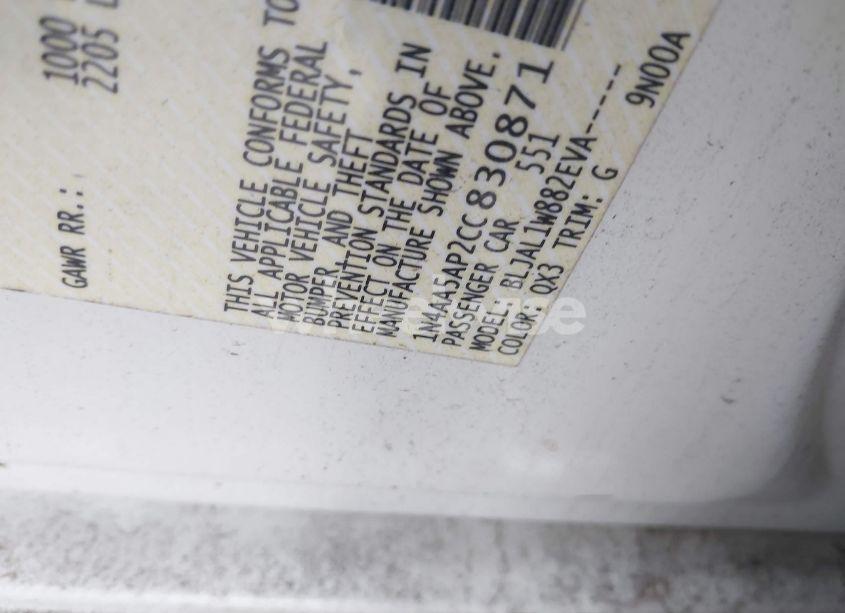 1000
2205 L
GAWR RR.:
THIS VEHICLE CONFORMS TO
ALL APPLICABLE FEDERAL
MOTOR VEHICLE SAFETY,
BUMPER, AND THEFT
PREVENTION STANDARDS IN
EFFECT ON THE DATE OF
MANUFACTURE SHOWN ABOVE.
1N4AA5AP2CC830871
PASSENGER CAR 551
MODEL: BLJAL1W882EVA-----
COLOR: QX3 TRIM: G 9N00A